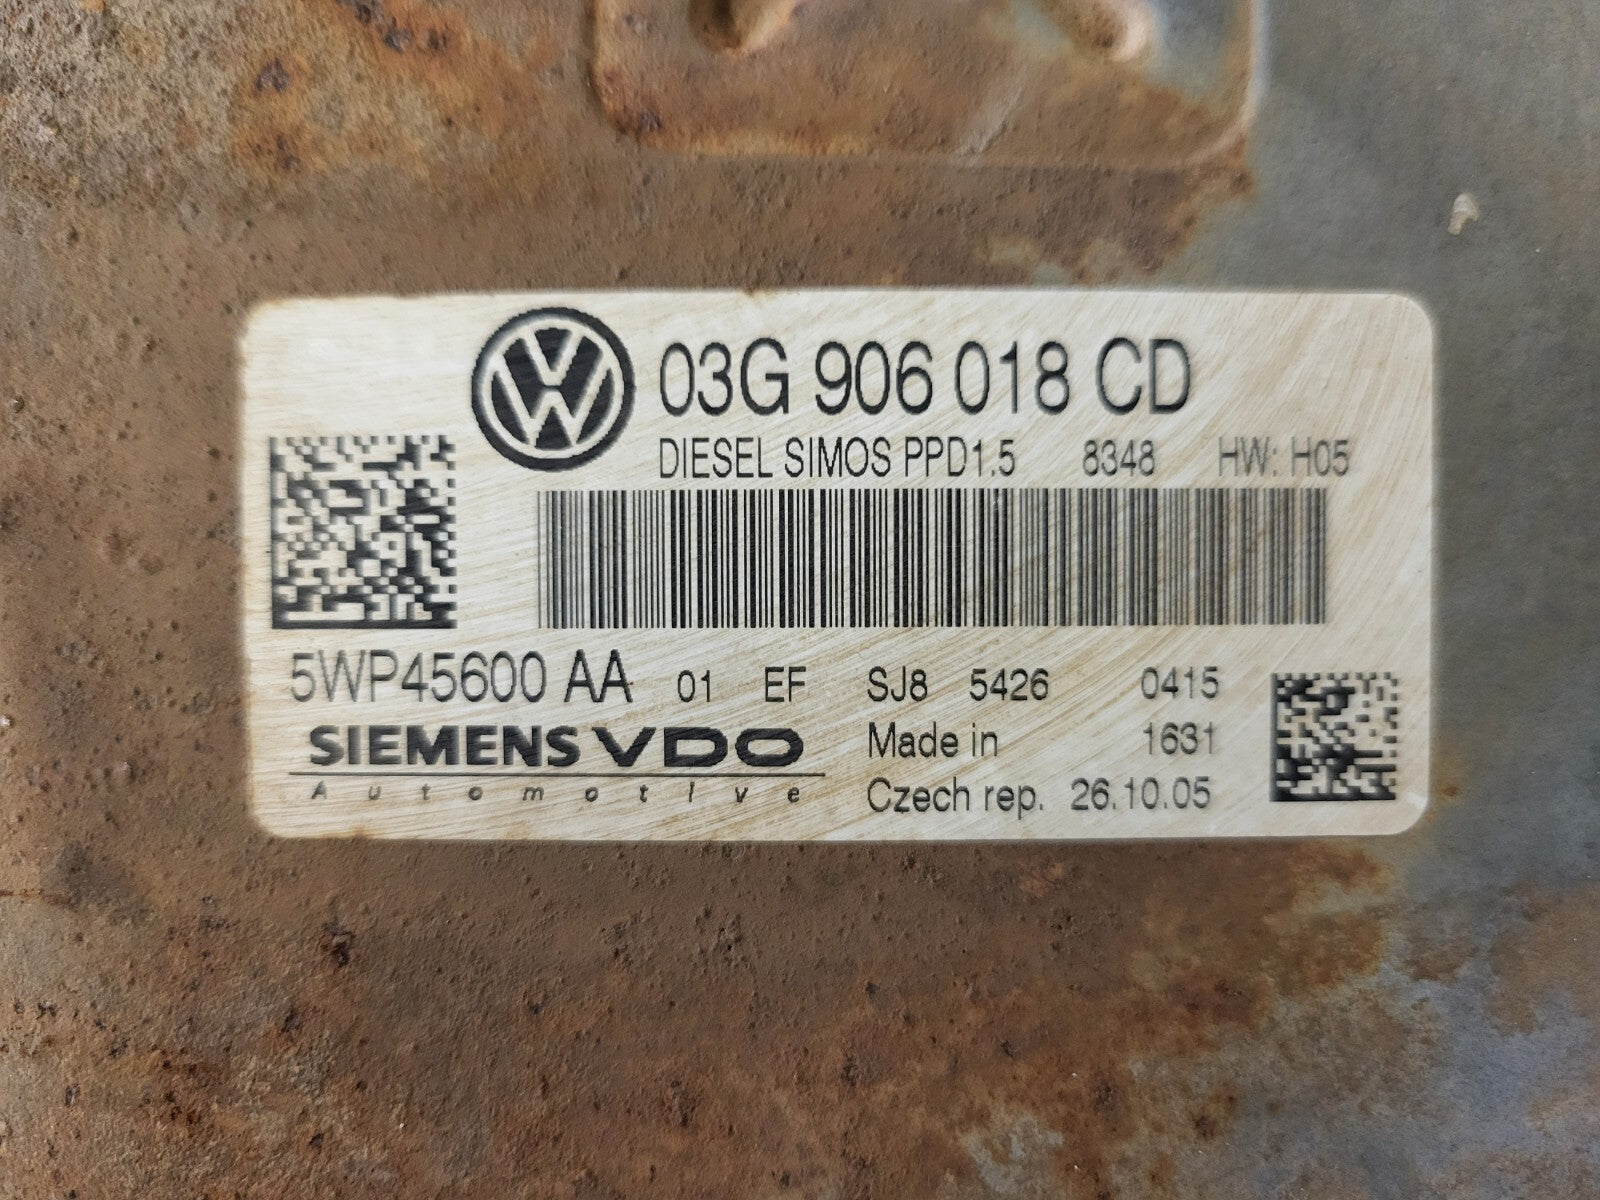 03G 906 018 CD
DIESEL SIMOS PPD1.5 8348 HW: H05
5WP45600 AA 01 EF SJ8 5426 0415
SIEMENS VDO Made in 1631
Automotive Czech rep. 26.10.05